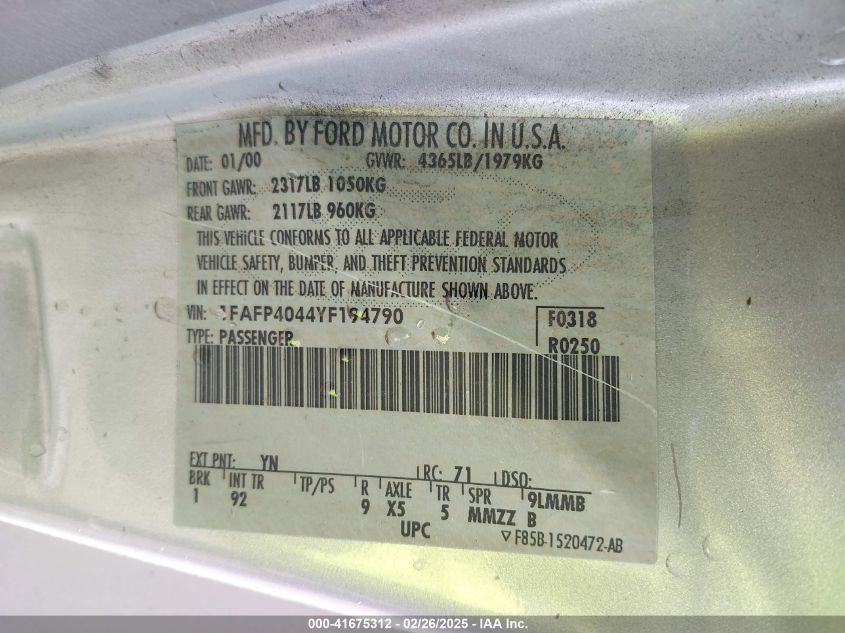 MFD. BY FORD MOTOR CO. IN U.S.A.
DATE: 01/00 GVWR: 4365LB/1979KG
FRONT GAWR: 2317LB 1050KG
REAR GAWR: 2117LB 960KG
THIS VEHICLE CONFORMS TO ALL APPLICABLE FEDERAL MOTOR
VEHICLE SAFETY, BUMPER, AND THEFT PREVENTION STANDARDS
IN EFFECT ON THE DATE OF MANUFACTURE SHOWN ABOVE.
VIN: 1FAFP4044YF194790 F0318
TYPE: PASSENGER R0250
EXT PNT: YN RC: 71 DSO:
BRK INT TR TP/PS R AXLE TR SPR 9LMMB
1 92 9 X5 5 MMZZ B
UPC ▽F85B-1520472-AB
000-41675312 - 02/26/2025 - IAA Inc.